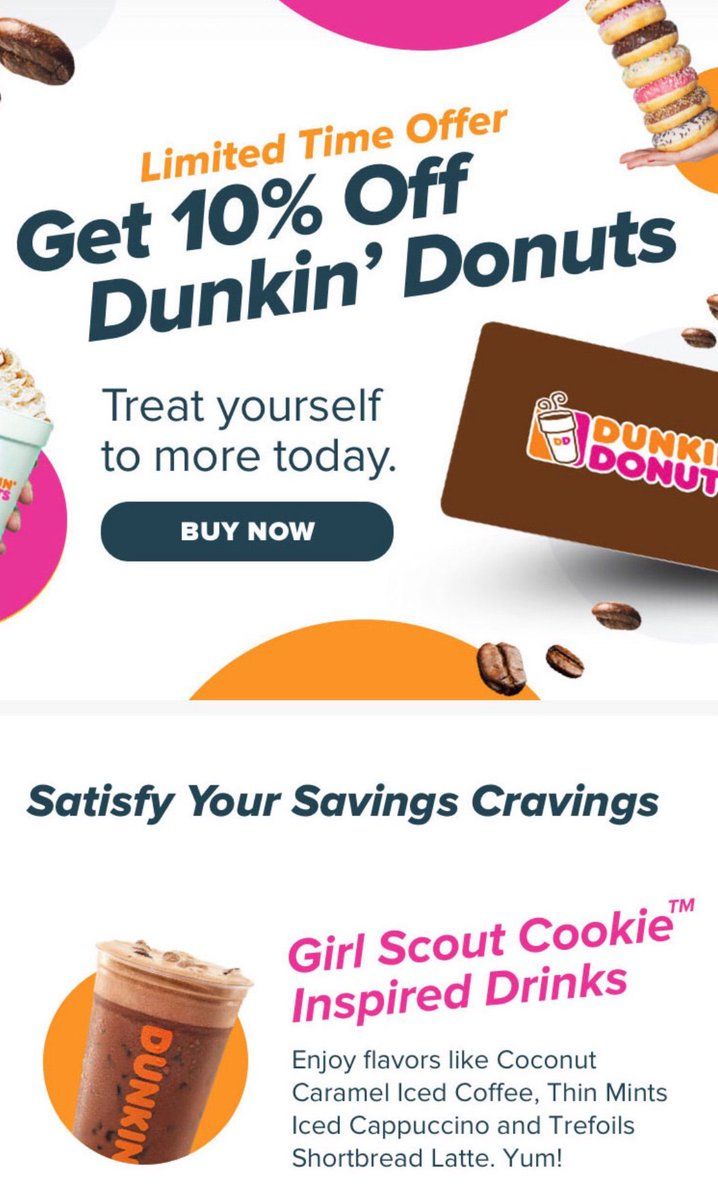 Limited Time Offer
Get 10% Off
Dunkin’ Donuts
Treat yourself
to more today.
BUY NOW
DD
DUNKI
DONUT
Satisfy Your Savings Cravings
Girl Scout Cookie™
Inspired Drinks
DUNKIN
Enjoy flavors like Coconut
Caramel Iced Coffee, Thin Mints
Iced Cappuccino and Trefoils
Shortbread Latte. Yum!